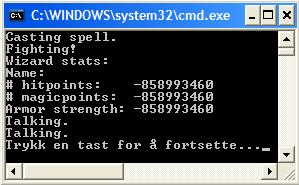 C:\WINDOWS\system32\cmd.exe
Casting spell.
Fighting!
Wizard stats:
Name:
# hitpoints:    -858993460
# magicpoints:  -858993460
Armor strength: -858993460
Talking.
Talking.
Trykk en tast for å fortsette..._